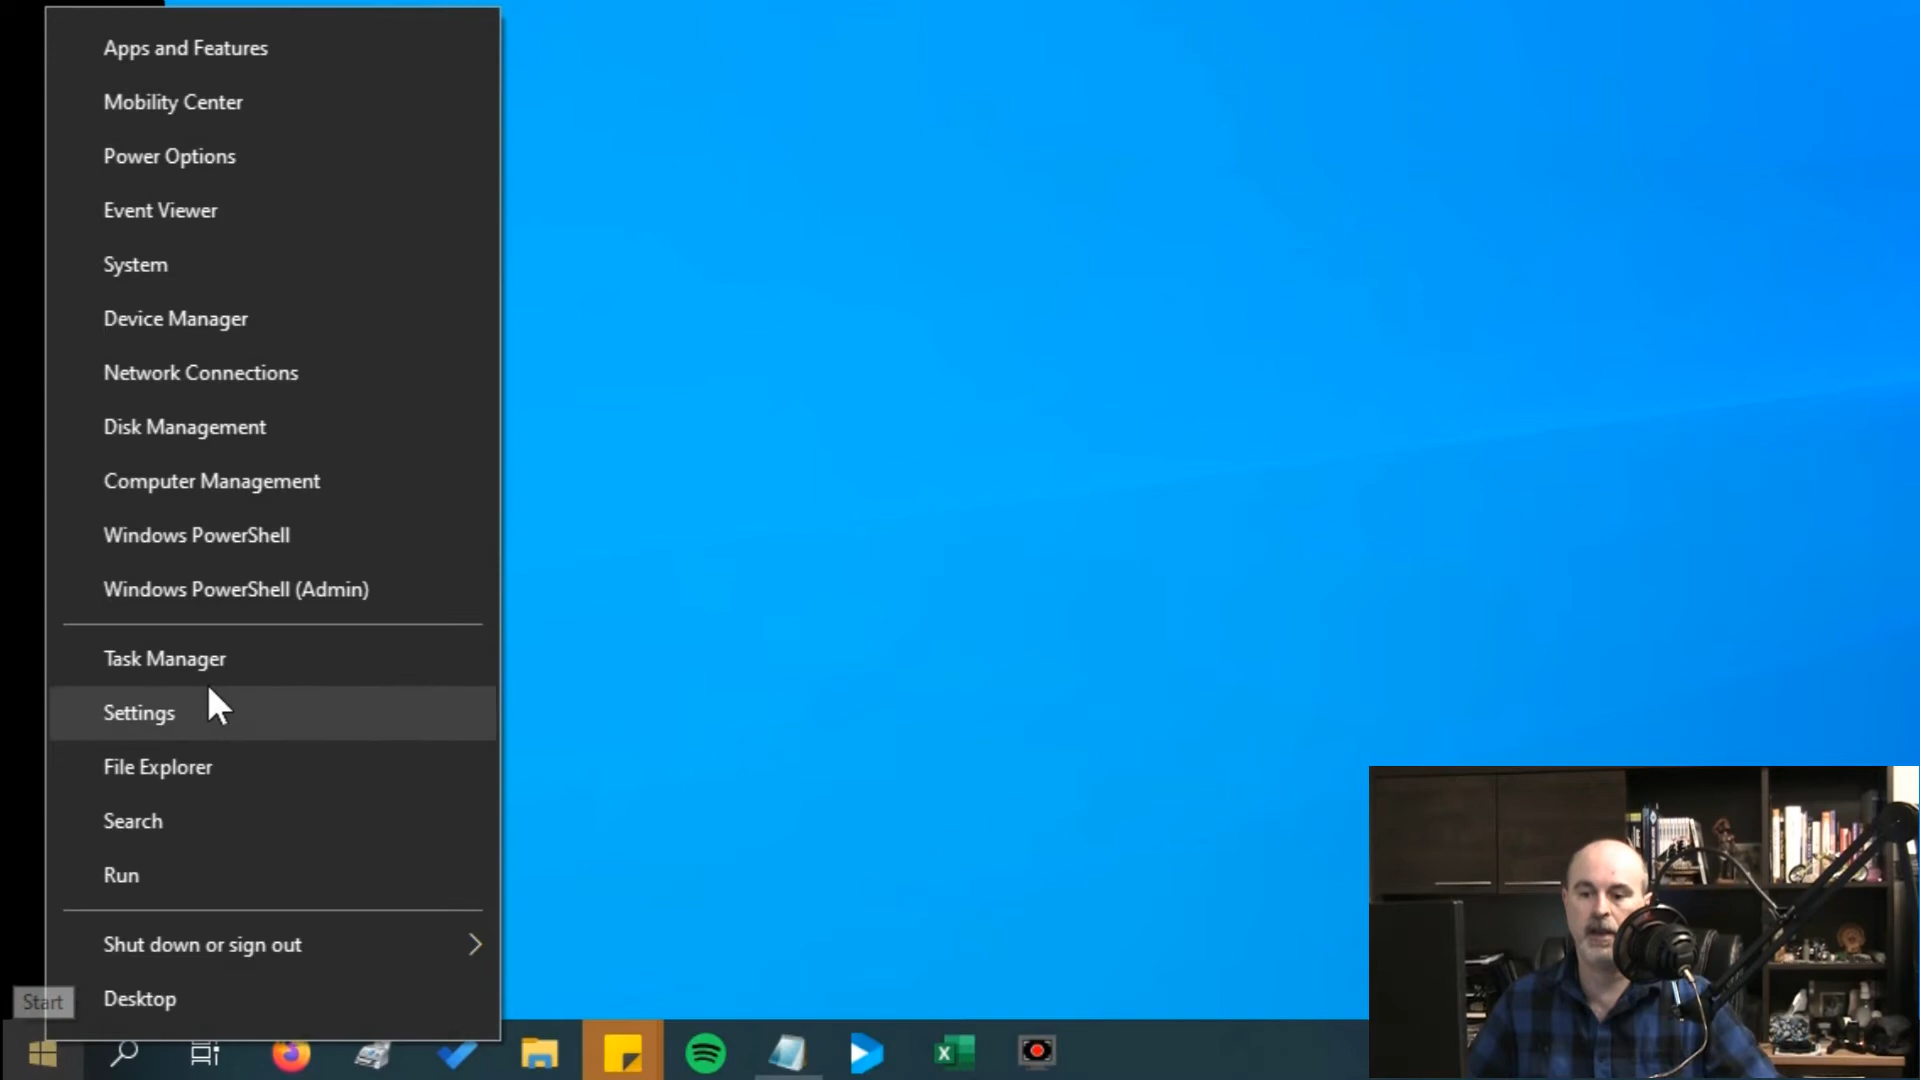 Apps and Features
Mobility Center
Power Options
Event Viewer
System
Device Manager
Network Connections
Disk Management
Computer Management
Windows PowerShell
Windows PowerShell (Admin)
Task Manager
Settings
File Explorer
Search
Run
Shut down or sign out
Desktop
Start